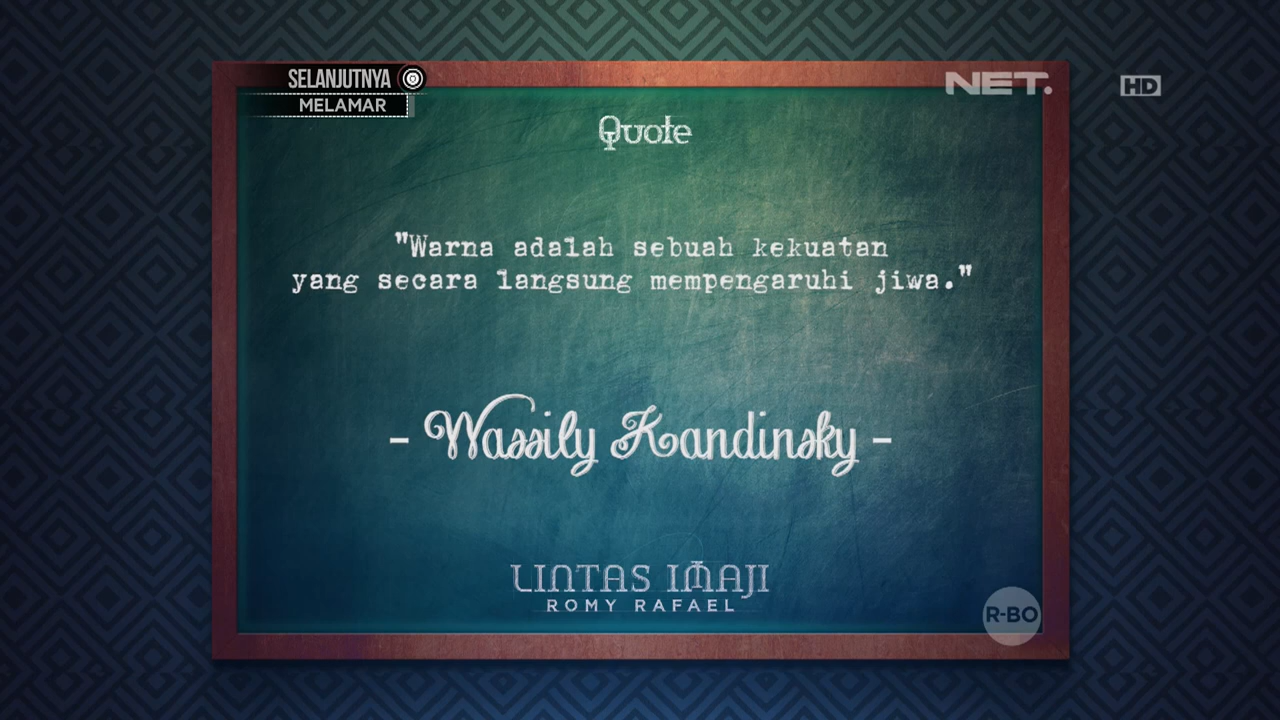 SELANJUTNYA
MELAMAR
NET.
HD
Quote
"Warna adalah sebuah kekuatan
yang secara langsung mempengaruhi jiwa."
- Wassily Kandinsky -
LINTAS IMAJI
ROMY RAFAEL
R-BO